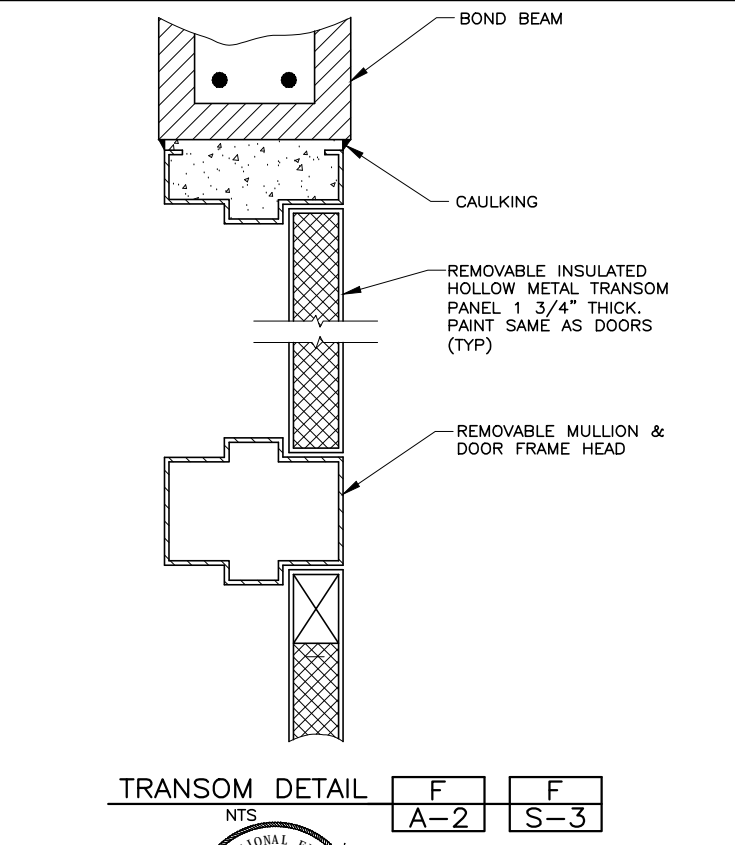 BOND BEAM
CAULKING
REMOVABLE INSULATED
HOLLOW METAL TRANSOM
PANEL 1 3/4" THICK.
PAINT SAME AS DOORS
(TYP)
REMOVABLE MULLION &
DOOR FRAME HEAD
TRANSOM DETAIL
NTS
F
A-2
F
S-3